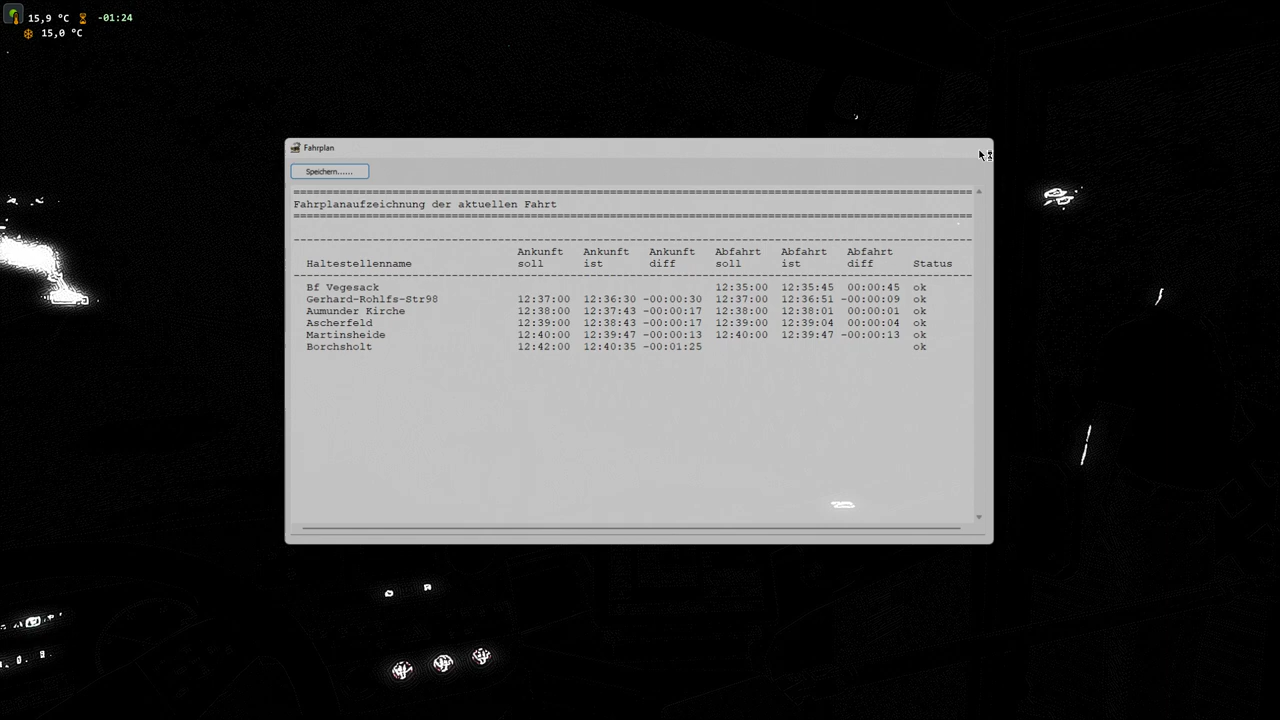 15,9 °C -01:24
15,0 °C
Fahrplan
Speichern......
Fahrplanaufzeichnung der aktuellen Fahrt
Ankunft Ankunft Ankunft Abfahrt Abfahrt Abfahrt
Haltestellenname soll ist diff soll ist diff Status
Bf Vegesack 12:35:00 12:35:45 00:00:45 ok
Gerhard-Rohlfs-Str98 12:37:00 12:36:30 -00:00:30 12:37:00 12:36:51 -00:00:09 ok
Aumunder Kirche 12:38:00 12:37:43 -00:00:17 12:38:00 12:38:01 00:00:01 ok
Ascherfeld 12:39:00 12:38:43 -00:00:17 12:39:00 12:39:04 00:00:04 ok
Martinsheide 12:40:00 12:39:47 -00:00:13 12:40:00 12:39:47 -00:00:13 ok
Borchsholt 12:42:00 12:40:35 -00:01:25 ok